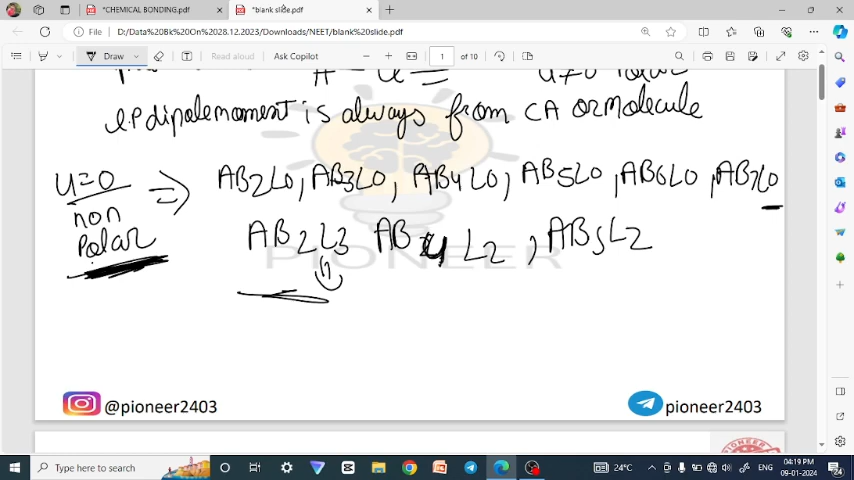 *CHEMICAL BONDING.pdf
*blank slide.pdf
File D:/Data%20Bk%20On%2028.12.2023/Downloads/NEET/blank%20slide.pdf
Draw Read aloud Ask Copilot 1 of 10
l.P dipolemoment is always from CA or molecule
u=0 ⇒ AB2L0, AB3L0, AB4L0, AB5L0, AB6L0, AB7L0
non
polar
AB2L3 AB4L2, AB5L2
PIONEER
@pioneer2403 pioneer2403
Type here to search 24°C ENG 04:19 PM 09-01-2024 24